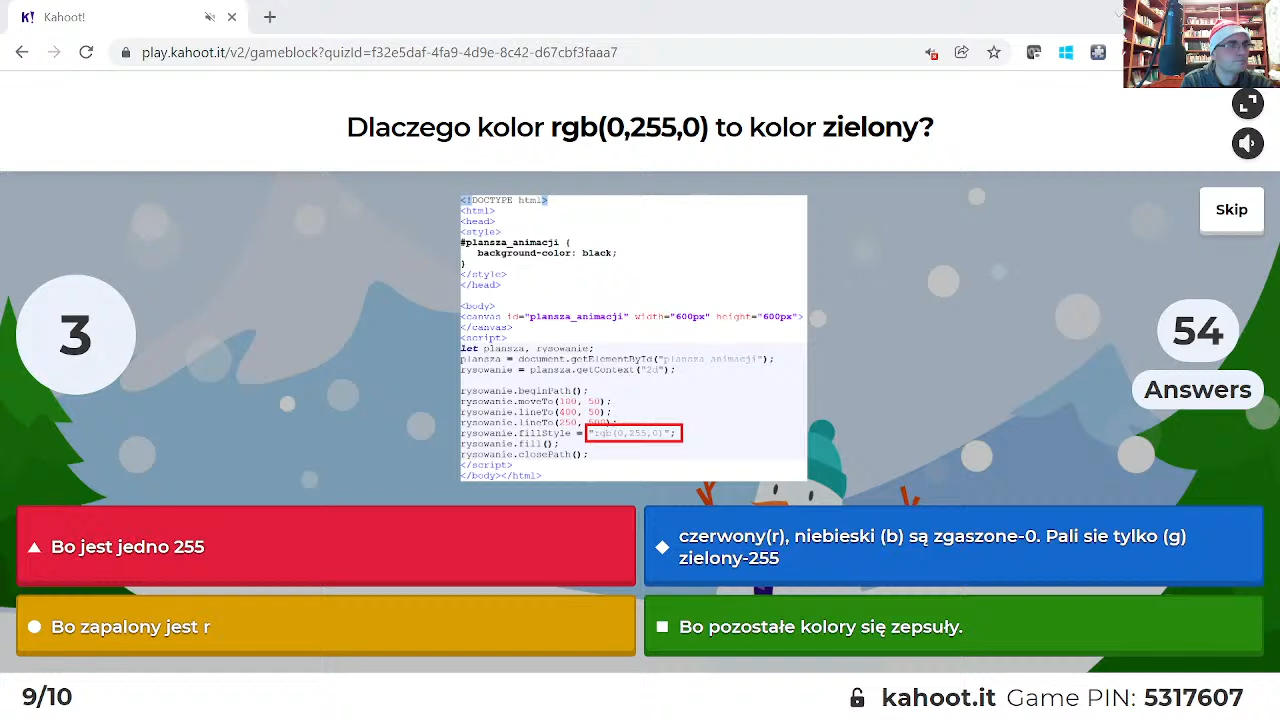 Kahoot!
play.kahoot.it/v2/gameblock?quizId=f32e5daf-4fa9-4d9e-8c42-d67cbf3faaa7
Dlaczego kolor rgb(0,255,0) to kolor zielony?
Skip
<!DOCTYPE html>
<html>
<head>
<style>
#plansza_animacji {
background-color: black;
}
</style>
</head>
<body>
<canvas id="plansza_animacji" width="600px" height="600px">
</canvas>
<script>
let plansza, rysowanie;
plansza = document.getElementById("plansza_animacji");
rysowanie = plansza.getContext("2d");
rysowanie.beginPath();
rysowanie.moveTo(100, 50);
rysowanie.lineTo(400, 50);
rysowanie.lineTo(250, 500);
rysowanie.fillStyle = "rgb(0,255,0)";
rysowanie.fill();
rysowanie.closePath();
</script>
</body></html>
3
54
Answers
Bo jest jedno 255
czerwony(r), niebieski (b) są zgaszone-0. Pali sie tylko (g)
zielony-255
Bo zapalony jest r
Bo pozostałe kolory się zepsuły.
9/10
kahoot.it Game PIN: 5317607